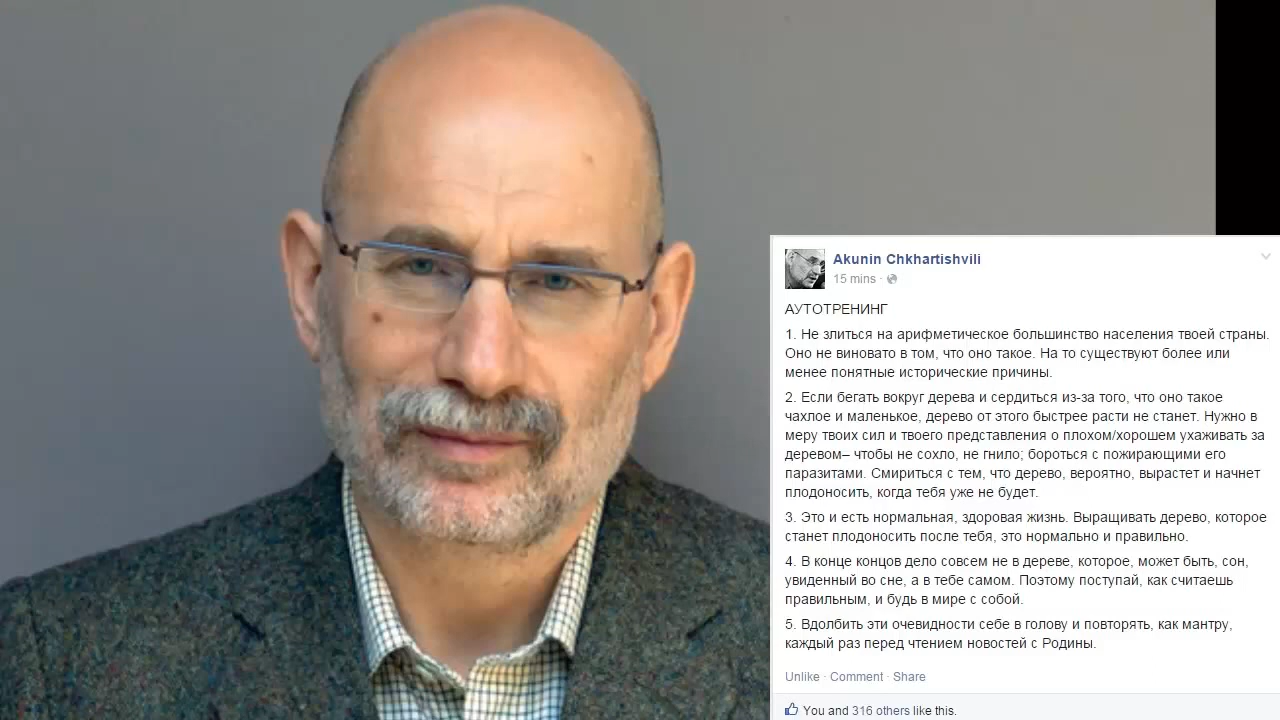 Akunin Chkhartishvili
15 mins ·
АУТОТРЕНИНГ
1. Не злиться на арифметическое большинство населения твоей страны.
Оно не виновато в том, что оно такое. На то существуют более или
менее понятные исторические причины.
2. Если бегать вокруг дерева и сердиться из-за того, что оно такое
чахлое и маленькое, дерево от этого быстрее расти не станет. Нужно в
меру твоих сил и твоего представления о плохом/хорошем ухаживать за
деревом– чтобы не сохло, не гнило; бороться с пожирающими его
паразитами. Смириться с тем, что дерево, вероятно, вырастет и начнет
плодоносить, когда тебя уже не будет.
3. Это и есть нормальная, здоровая жизнь. Выращивать дерево, которое
станет плодоносить после тебя, это нормально и правильно.
4. В конце концов дело совсем не в дереве, которое, может быть, сон,
увиденный во сне, а в тебе самом. Поэтому поступай, как считаешь
правильным, и будь в мире с собой.
5. Вдолбить эти очевидности себе в голову и повторять, как мантру,
каждый раз перед чтением новостей с Родины.
Unlike · Comment · Share
You and 316 others like this.